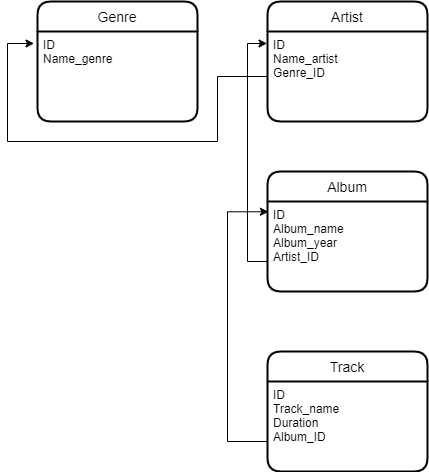 Genre
ID
Name_genre
Artist
ID
Name_artist
Genre_ID
Album
ID
Album_name
Album_year
Artist_ID
Track
ID
Track_name
Duration
Album_ID